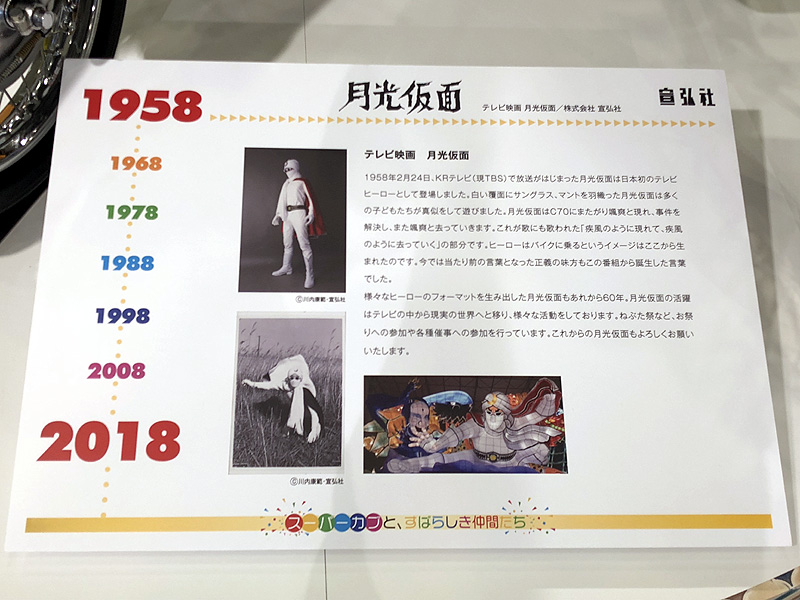 1958
月光仮面
テレビ映画 月光仮面／株式会社 宣弘社
宣弘社
1968
1978
1988
1998
2008
2018
テレビ映画 月光仮面
1958年2月24日、KRテレビ(現TBS)で放送がはじまった月光仮面は日本初のテレビ
ヒーローとして登場しました。白い覆面にサングラス、マントを羽織った月光仮面は多く
の子どもたちが真似をして遊びました。月光仮面はC70にまたがり颯爽と現れ、事件を
解決し、また颯爽と去っていきます。これが歌にも歌われた「疾風のように現れて、疾風
のように去っていく」の部分です。ヒーローはバイクに乗るというイメージはここから生
まれたのです。今では当たり前の言葉となった正義の味方もこの番組から誕生した言葉
でした。
様々なヒーローのフォーマットを生み出した月光仮面もあれから60年。月光仮面の活躍
はテレビの中から現実の世界へと移り、様々な活動をしております。ねぶた祭など、お祭
りへの参加や各種催事への参加を行っています。これからの月光仮面もよろしくお願い
いたします。
Ⓒ川内康範・宣弘社
Ⓒ川内康範・宣弘社
スーパーカブと、すばらしき仲間たち